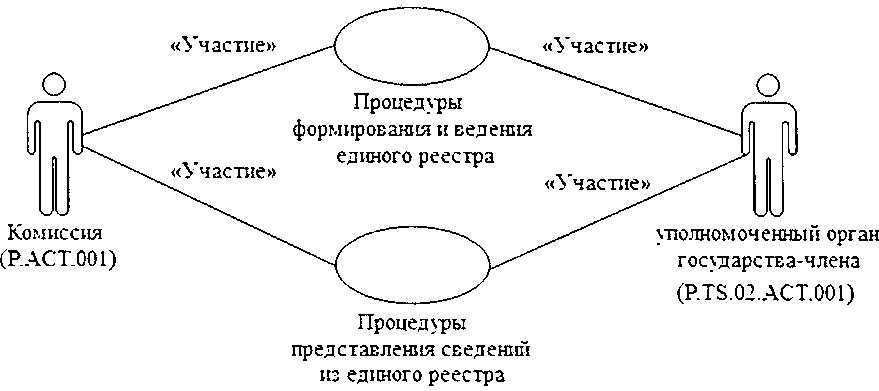 «Участие»
«Участие»
Процедуры
формирования и ведения
единого реестра
«Участие»
«Участие»
Комиссия
(P.ACT.001)
уполномоченный орган
государства-члена
(P.TS.02.ACT.001)
Процедуры
представления сведений
из единого реестра